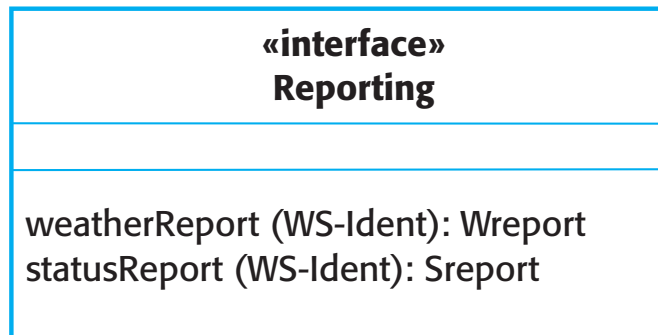 «interface»
Reporting
weatherReport (WS-Ident): Wreport
statusReport (WS-Ident): Sreport